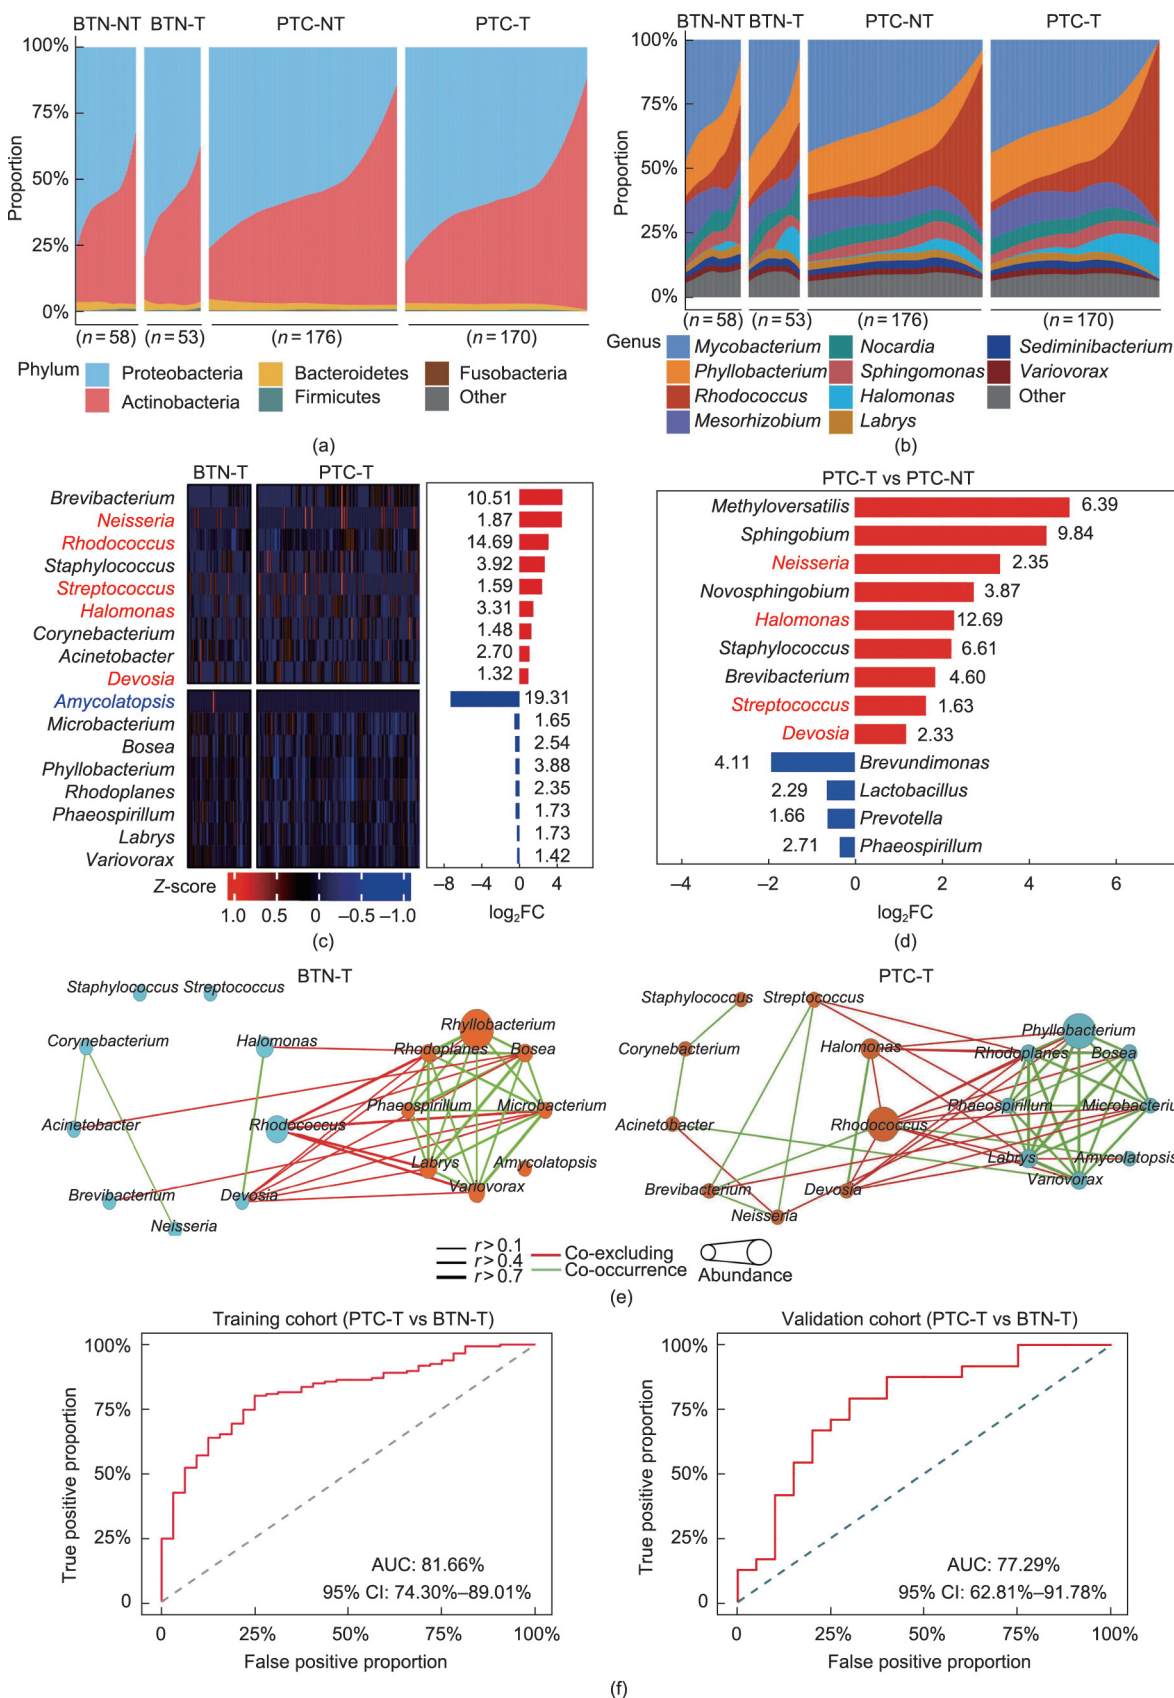 BTN-NT BTN-T PTC-NT PTC-T
100%
75%
50%
25%
0%
Proportion
(n = 58) (n = 53) (n = 176) (n = 170)
Phylum Proteobacteria Bacteroidetes Fusobacteria
Actinobacteria Firmicutes Other
(a)
BTN-NT BTN-T PTC-NT PTC-T
100%
75%
50%
25%
0%
Proportion
(n = 58) (n = 53) (n = 176) (n = 170)
Genus Mycobacterium Nocardia Sediminibacterium
Phyllobacterium Sphingomonas Variovorax
Rhodococcus Halomonas Other
Mesorhizobium Labrys
(b)
BTN-T PTC-T
Brevibacterium 10.51
Neisseria 1.87
Rhodococcus 14.69
Staphylococcus 3.92
Streptococcus 1.59
Halomonas 3.31
Corynebacterium 1.48
Acinetobacter 2.70
Devosia 1.32
Amycolatopsis 19.31
Microbacterium 1.65
Bosea 2.54
Phyllobacterium 3.88
Rhodoplanes 2.35
Phaespirillum 1.73
Labrys 1.73
Variovorax 1.42
Z-score
1.0 0.5 0 –0.5 –1.0
–8 –4 0 4
log₂FC
(c)
PTC-T vs PTC-NT
Methyloversatilis 6.39
Sphingobium 9.84
Neisseria 2.35
Novosphingobium 3.87
Halomonas 12.69
Staphylococcus 6.61
Brevibacterium 4.60
Streptococcus 1.63
Devosia 2.33
4.11 Brevundimonas
2.29 Lactobacillus
1.66 Prevotella
2.71 Phaeospirillum
–4 –2 0 2 4 6
log₂FC
(d)
BTN-T
Staphylococcus Streptococcus
Rhyllobacterium
Corynebacterium Halomonas Rhodoplanes Bosea
Phaespirillum Microbacterium
Acinetobacter Rhodococcus
Labrys Amycolatopsis
Brevibacterium Devosia Variovorax
Neisseria
PTC-T
Staphylococcus Streptococcus
Phyllobacterium
Corynebacterium Halomonas Rhodoplanes Bosea
Phaespirillum Microbacteriu
Acinetobacter Rhodococcus
Labrys Amycolatopsis
Brevibacterium Devosia Variovorax
Neisseria
r > 0.1
r > 0.4 Co-excluding
r > 0.7 Co-occurrence Abundance
(e)
Training cohort (PTC-T vs BTN-T)
100%
75%
50%
25%
0
True positive proportion
AUC: 81.66%
95% CI: 74.30%–89.01%
0 25% 50% 75% 100%
False positive proportion
Validation cohort (PTC-T vs BTN-T)
100%
75%
50%
25%
0
True positive proportion
AUC: 77.29%
95% CI: 62.81%–91.78%
0 25% 50% 75% 100%
False positive proportion
(f)